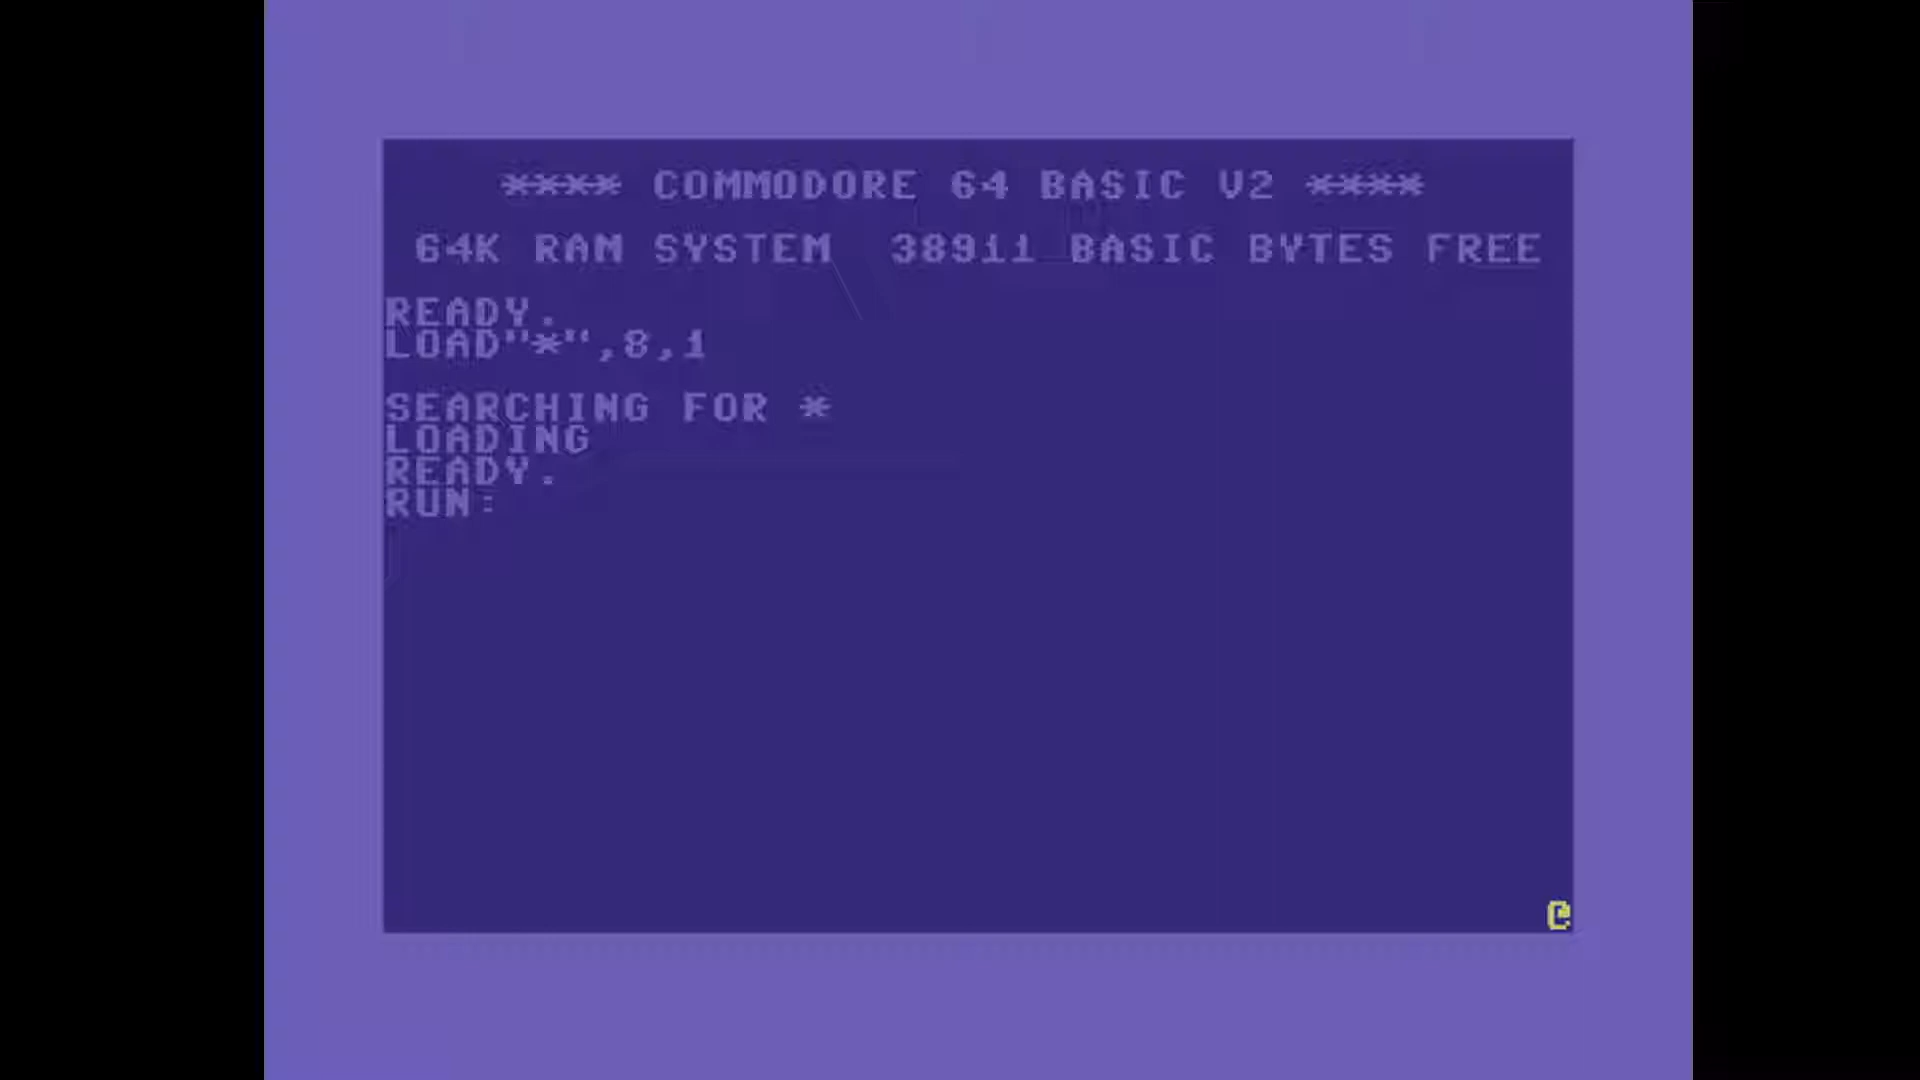 **** COMMODORE 64 BASIC V2 ****
64K RAM SYSTEM  38911 BASIC BYTES FREE
READY.
LOAD"*",8,1
SEARCHING FOR *
LOADING
READY.
RUN:
@